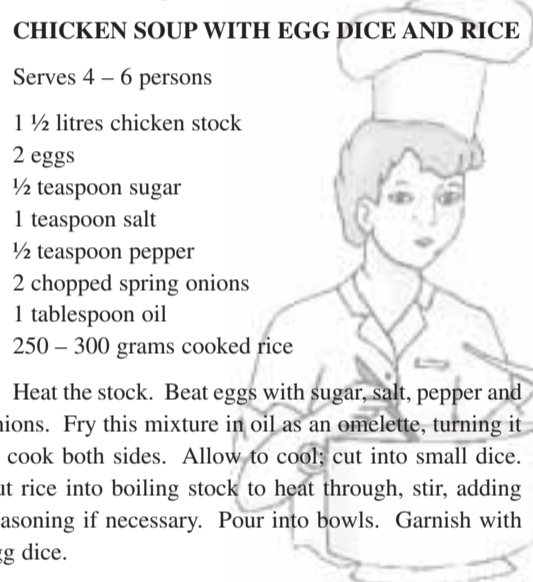 CHICKEN SOUP WITH EGG DICE AND RICE
Serves 4 – 6 persons
1 ½ litres chicken stock
2 eggs
½ teaspoon sugar
1 teaspoon salt
½ teaspoon pepper
2 chopped spring onions
1 tablespoon oil
250 – 300 grams cooked rice
Heat the stock. Beat eggs with sugar, salt, pepper and
nions. Fry this mixture in oil as an omelette, turning it
cook both sides. Allow to cool; cut into small dice.
ut rice into boiling stock to heat through, stir, adding
easoning if necessary. Pour into bowls. Garnish with
gg dice.